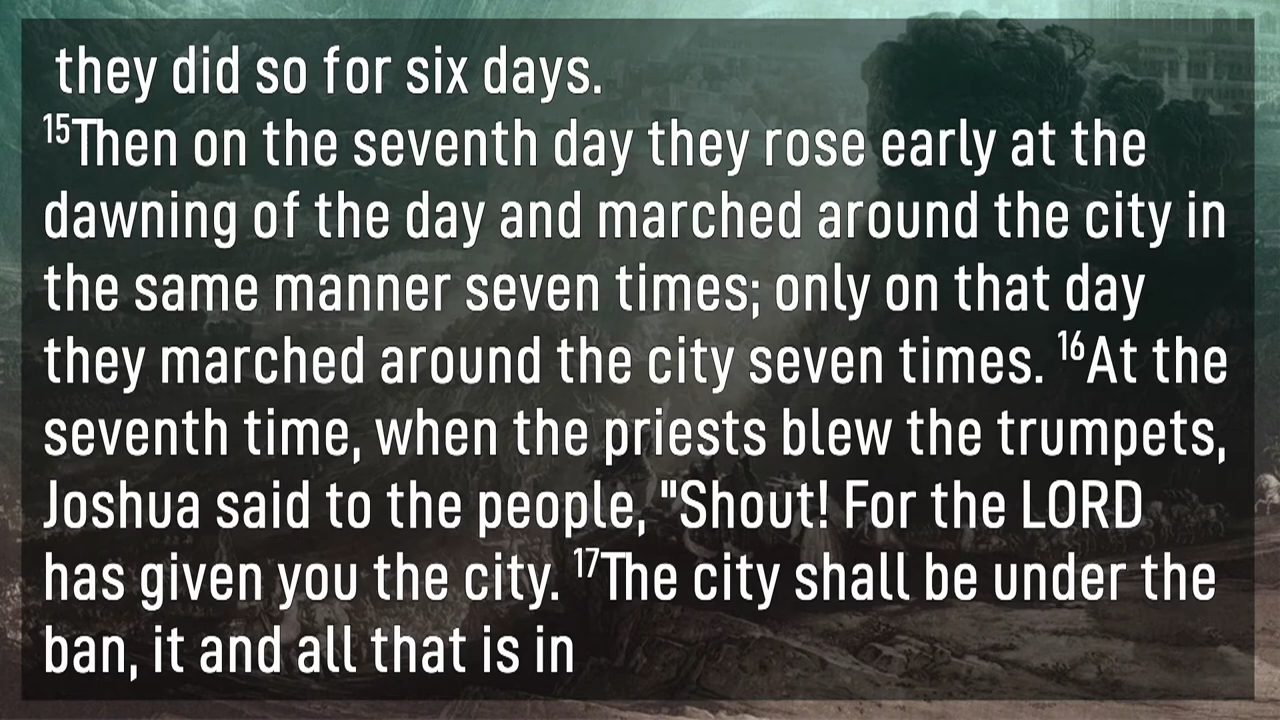 they did so for six days.
15Then on the seventh day they rose early at the
dawning of the day and marched around the city in
the same manner seven times; only on that day
they marched around the city seven times. 16At the
seventh time, when the priests blew the trumpets,
Joshua said to the people, "Shout! For the LORD
has given you the city. 17The city shall be under the
ban, it and all that is in